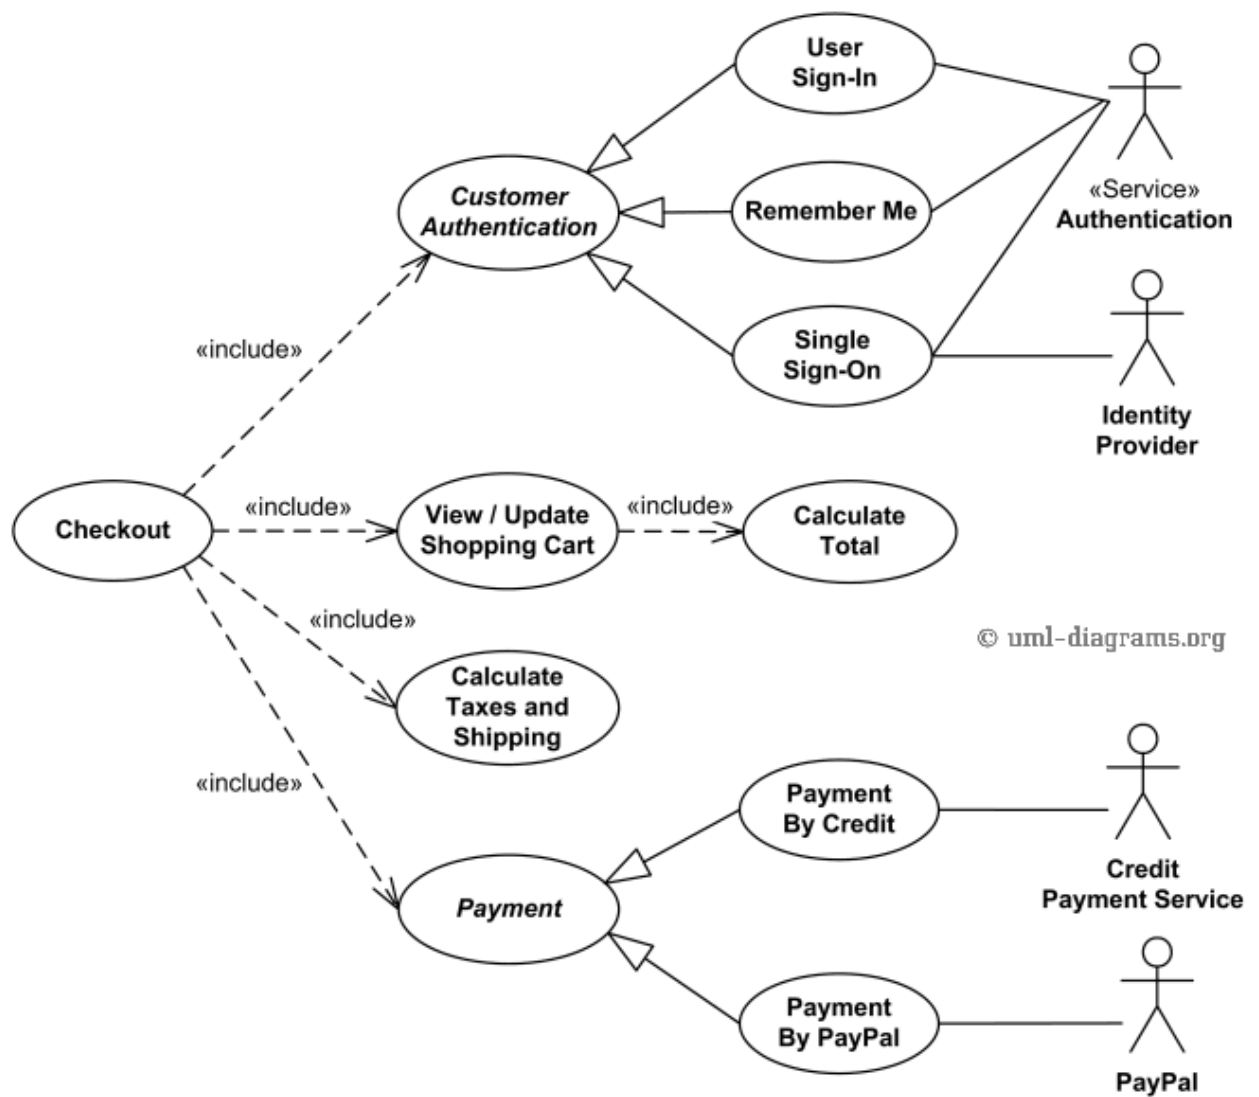 User
Sign-In
«Service»
Authentication
Customer
Authentication
Remember Me
Single
Sign-On
Identity
Provider
«include»
Checkout
«include»
View / Update
Shopping Cart
«include»
Calculate
Total
«include»
© uml-diagrams.org
Calculate
Taxes and
Shipping
«include»
Payment
By Credit
Credit
Payment Service
Payment
Payment
By PayPal
PayPal